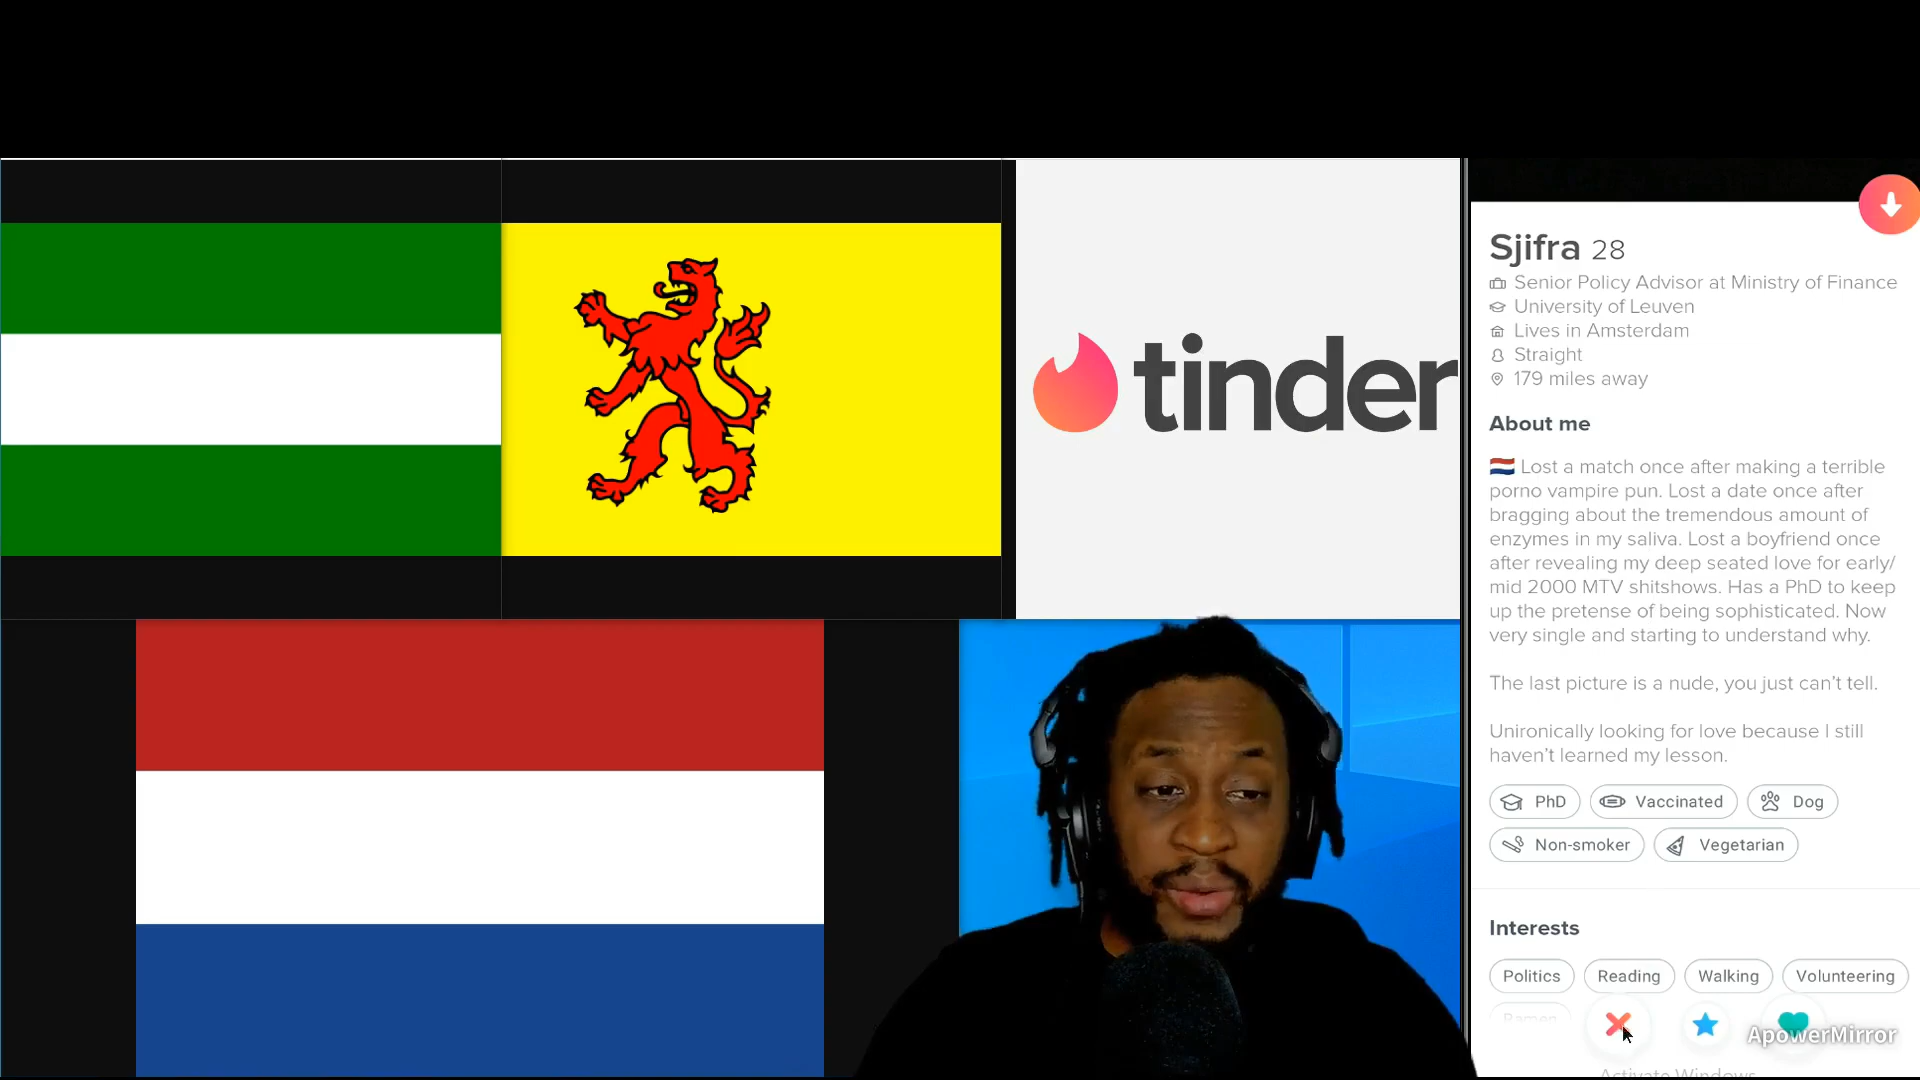 tinder
Sjifra 28
Senior Policy Advisor at Ministry of Finance
University of Leuven
Lives in Amsterdam
Straight
179 miles away
About me
🇳🇱 Lost a match once after making a terrible
porno vampire pun. Lost a date once after
bragging about the tremendous amount of
enzymes in my saliva. Lost a boyfriend once
after revealing my deep seated love for early/
mid 2000 MTV shitshows. Has a PhD to keep
up the pretense of being sophisticated. Now
very single and starting to understand why.
The last picture is a nude, you just can't tell.
Unironically looking for love because I still
haven't learned my lesson.
PhD Vaccinated Dog
Non-smoker Vegetarian
Interests
Politics Reading Walking Volunteering
Ramen
ApowerMirror
Activate Windows